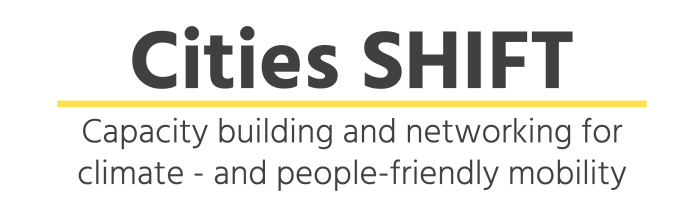 Cities SHIFT
Capacity building and networking for
climate - and people-friendly mobility